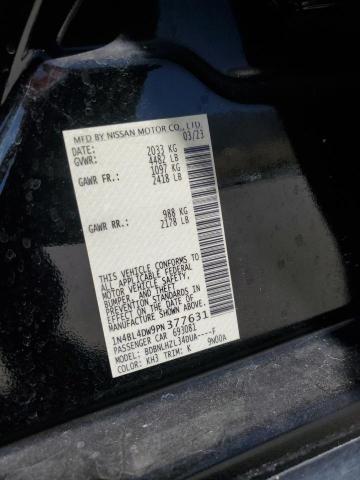 MFD BY NISSAN MOTOR CO., LTD.
DATE: 03/23
GVWR: 2033 KG
4482 LB
GAWR FR.: 1097 KG
2418 LB
GAWR RR.: 988 KG
2178 LB
THIS VEHICLE CONFORMS TO
ALL APPLICABLE FEDERAL
MOTOR VEHICLE SAFETY,
BUMPER, AND THEFT
PREVENTION STANDARDS IN
EFFECT ON THE DATE OF
MANUFACTURE SHOWN ABOVE.
1N4BL4DW9PN377631
PASSENGER CAR 693081
BDBNLHZL34DUA----F
COLOR: KH3 TRIM: K 9N00A